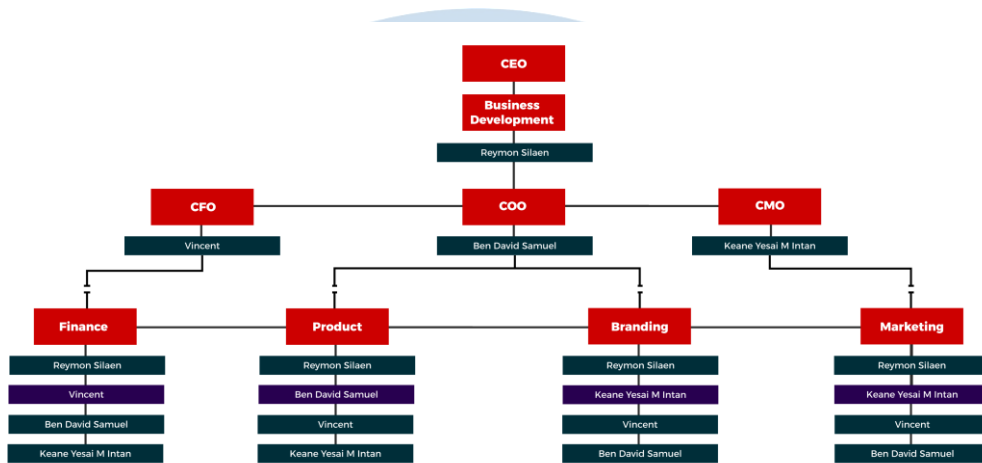 CEO
Business
Development
Reymon Silaen
CFO
COO
CMO
Vincent
Ben David Samuel
Keane Yesai M Intan
Finance
Product
Branding
Marketing
Reymon Silaen
Reymon Silaen
Reymon Silaen
Reymon Silaen
Vincent
Ben David Samuel
Keane Yesai M Intan
Keane Yesai M Intan
Ben David Samuel
Vincent
Vincent
Vincent
Keane Yesai M Intan
Keane Yesai M Intan
Ben David Samuel
Ben David Samuel